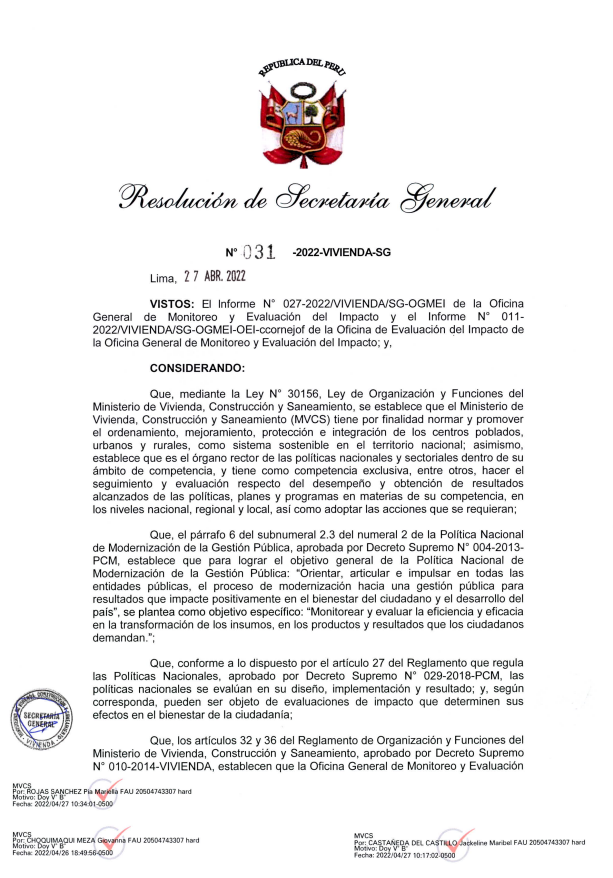 REPUBLICA DEL PERU
Resolución de Secretaría General
N° 031 -2022-VIVIENDA-SG
Lima, 27 ABR. 2022
VISTOS: El Informe N° 027-2022/VIVIENDA/SG-OGMEI de la Oficina
General de Monitoreo y Evaluación del Impacto y el Informe N° 011-
2022/VIVIENDA/SG-OGMEI-OEI-ccornejof de la Oficina de Evaluación del Impacto de
la Oficina General de Monitoreo y Evaluación del Impacto; y,
CONSIDERANDO:
Que, mediante la Ley N° 30156, Ley de Organización y Funciones del
Ministerio de Vivienda, Construcción y Saneamiento, se establece que el Ministerio de
Vivienda, Construcción y Saneamiento (MVCS) tiene por finalidad normar y promover
el ordenamiento, mejoramiento, protección e integración de los centros poblados,
urbanos y rurales, como sistema sostenible en el territorio nacional; asimismo,
establece que es el órgano rector de las políticas nacionales y sectoriales dentro de su
ámbito de competencia, y tiene como competencia exclusiva, entre otros, hacer el
seguimiento y evaluación respecto del desempeño y obtención de resultados
alcanzados de las políticas, planes y programas en materias de su competencia, en
los niveles nacional, regional y local, así como adoptar las acciones que se requieran;
Que, el párrafo 6 del subnumeral 2.3 del numeral 2 de la Política Nacional
de Modernización de la Gestión Pública, aprobada por Decreto Supremo N° 004-2013-
PCM, establece que para lograr el objetivo general de la Política Nacional de
Modernización de la Gestión Pública: "Orientar, articular e impulsar en todas las
entidades públicas, el proceso de modernización hacia una gestión pública para
resultados que impacte positivamente en el bienestar del ciudadano y el desarrollo del
país", se plantea como objetivo específico: "Monitorear y evaluar la eficiencia y eficacia
en la transformación de los insumos, en los productos y resultados que los ciudadanos
demandan.";
Que, conforme a lo dispuesto por el artículo 27 del Reglamento que regula
las Políticas Nacionales, aprobado por Decreto Supremo N° 029-2018-PCM, las
políticas nacionales se evalúan en su diseño, implementación y resultado; y, según
corresponda, pueden ser objeto de evaluaciones de impacto que determinen sus
efectos en el bienestar de la ciudadanía;
SECRETARÍA
GENERAL
VIVIENDA
Que, los artículos 32 y 36 del Reglamento de Organización y Funciones del
Ministerio de Vivienda, Construcción y Saneamiento, aprobado por Decreto Supremo
N° 010-2014-VIVIENDA, establecen que la Oficina General de Monitoreo y Evaluación
MVCS
Por: ROJAS SANCHEZ Pia Mariella FAU 20504743307 hard
Motivo: Doy V° B°
Fecha: 2022/04/27 10:34:01-0500
MVCS
Por: CHOQUIMAQUI MEZA Giovanna FAU 20504743307 hard
Motivo: Doy V° B°
Fecha: 2022/04/26 18:49:56-0500
MVCS
Por: CASTAÑEDA DEL CASTILLO Jackeline Maribel FAU 20504743307 hard
Motivo: Doy V° B°
Fecha: 2022/04/27 10:17:02-0500